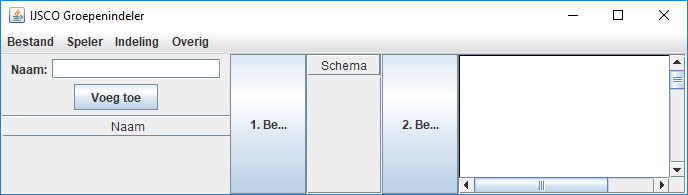 IJSCO Groepenindeler
Bestand Speler Indeling Overig
Naam:
Voeg toe
Naam
1. Be...
Schema
2. Be...